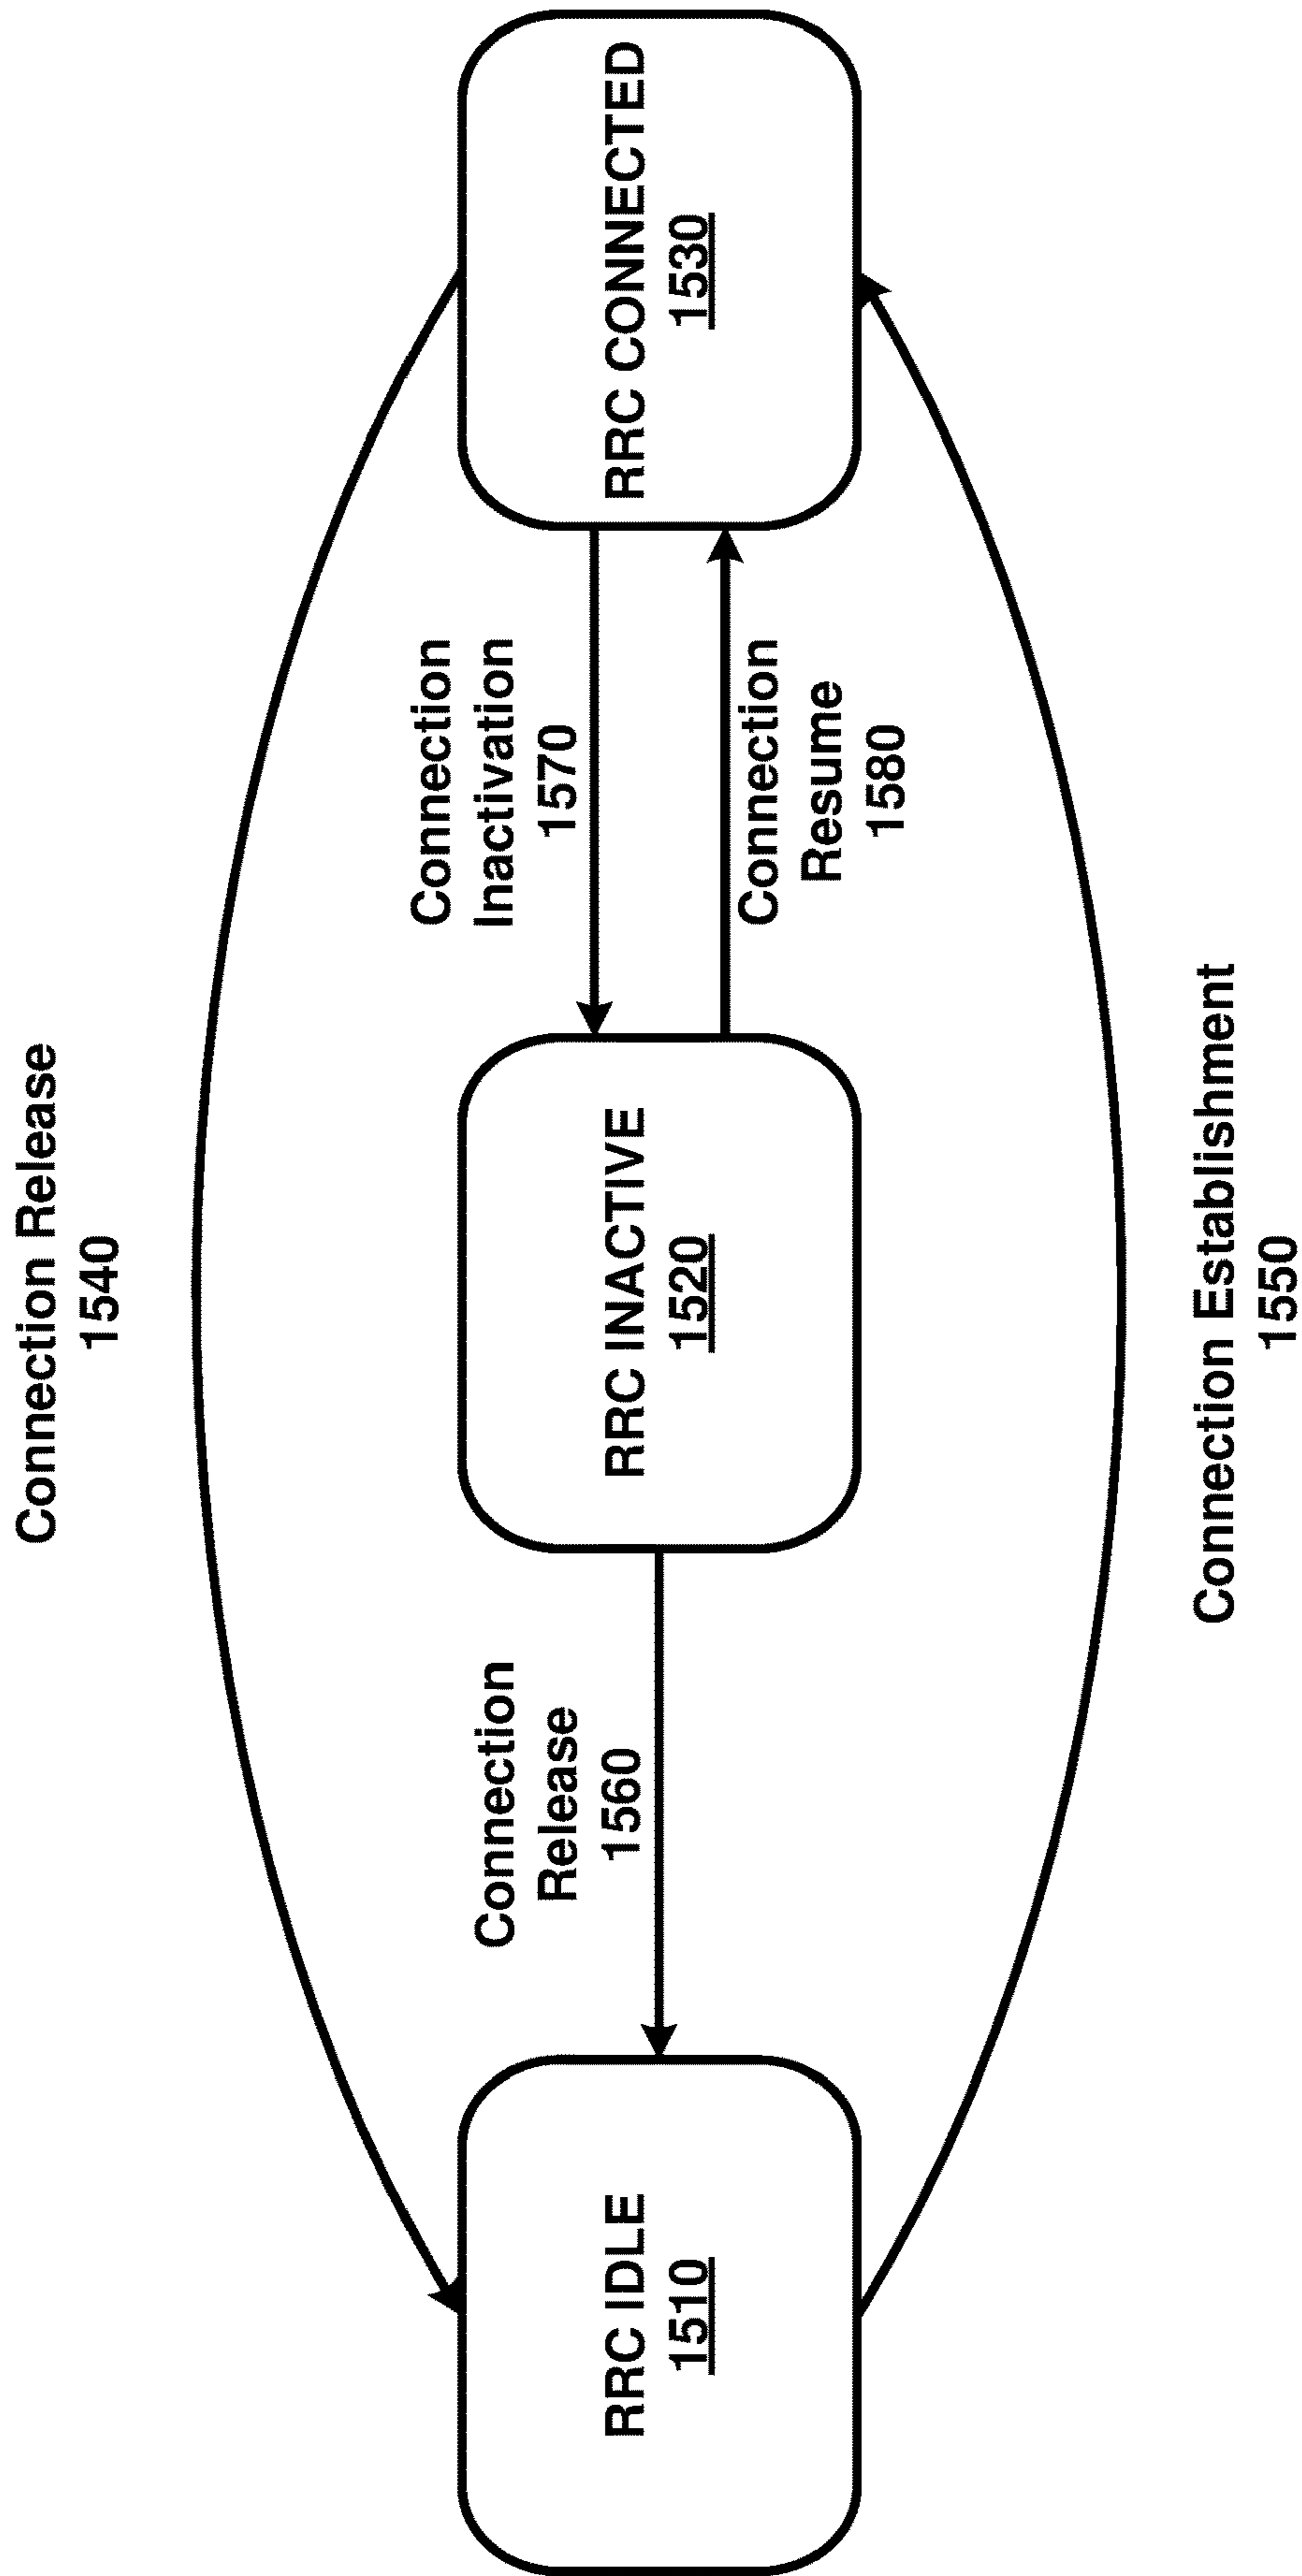 Connection Release
1540
RRC IDLE
1510
Connection
Release
1560
RRC INACTIVE
1520
Connection
Inactivation
1570
Connection
Resume
1580
RRC CONNECTED
1530
Connection Establishment
1550